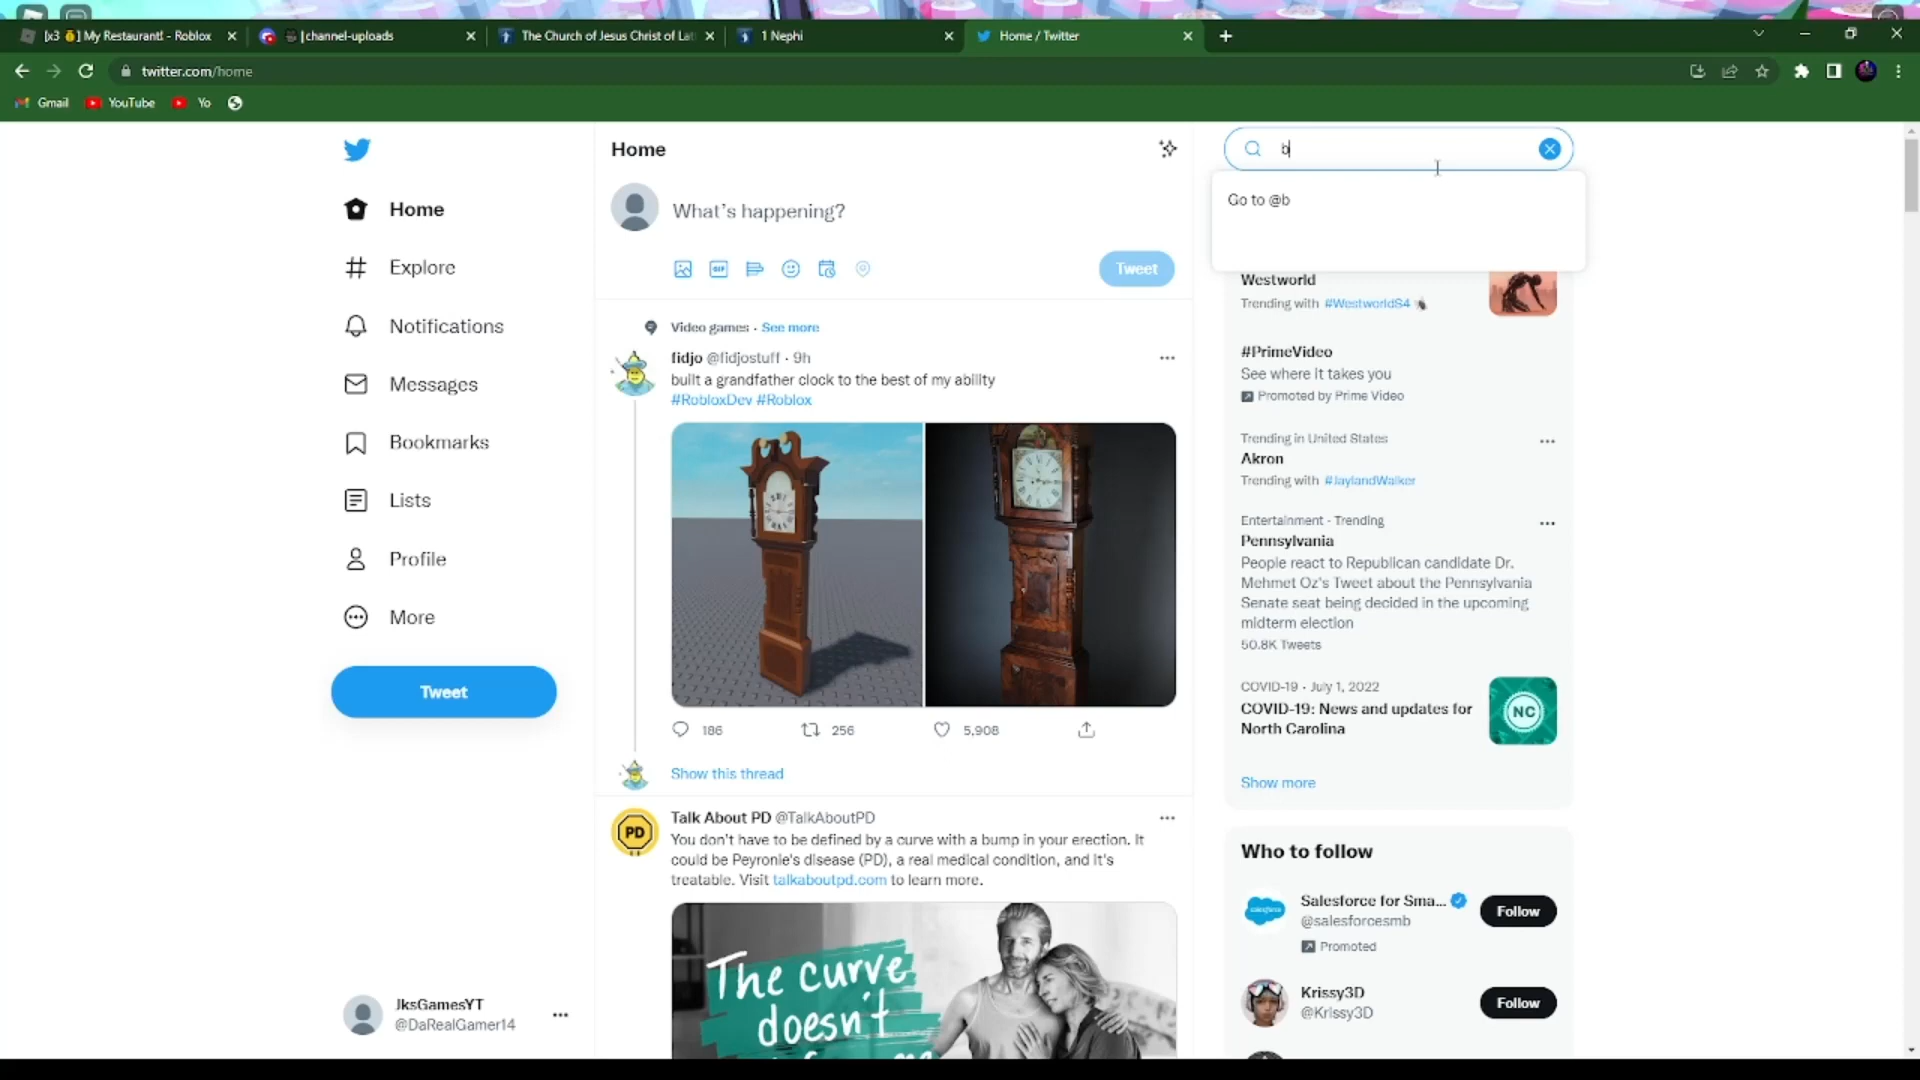 [x3 💰] My Restaurant! - Roblox
|channel-uploads
The Church of Jesus Christ of Lat
1 Nephi
Home / Twitter
twitter.com/home
Gmail
YouTube
Yo
Home
Explore
Notifications
Messages
Bookmarks
Lists
Profile
More
Tweet
JksGamesYT
@DaRealGamer14
Home
What's happening?
GIF
Tweet
Video games · See more
fidjo @fidjostuff · 9h
built a grandfather clock to the best of my ability
#RobloxDev #Roblox
186
256
5,908
Show this thread
PD
Talk About PD @TalkAboutPD
You don't have to be defined by a curve with a bump in your erection. It
could be Peyronie's disease (PD), a real medical condition, and it's
treatable. Visit talkaboutpd.com to learn more.
The curve
doesn't
b
Go to @b
Westworld
Trending with #WestworldS4
#PrimeVideo
See where it takes you
Promoted by Prime Video
Trending in United States
Akron
Trending with #JaylandWalker
Entertainment · Trending
Pennsylvania
People react to Republican candidate Dr.
Mehmet Oz's Tweet about the Pennsylvania
Senate seat being decided in the upcoming
midterm election
50.8K Tweets
COVID-19 · July 1, 2022
COVID-19: News and updates for
North Carolina
NC
Show more
Who to follow
salesforce
Salesforce for Sma...
@salesforcesmb
Follow
Promoted
Krissy3D
@Krissy3D
Follow